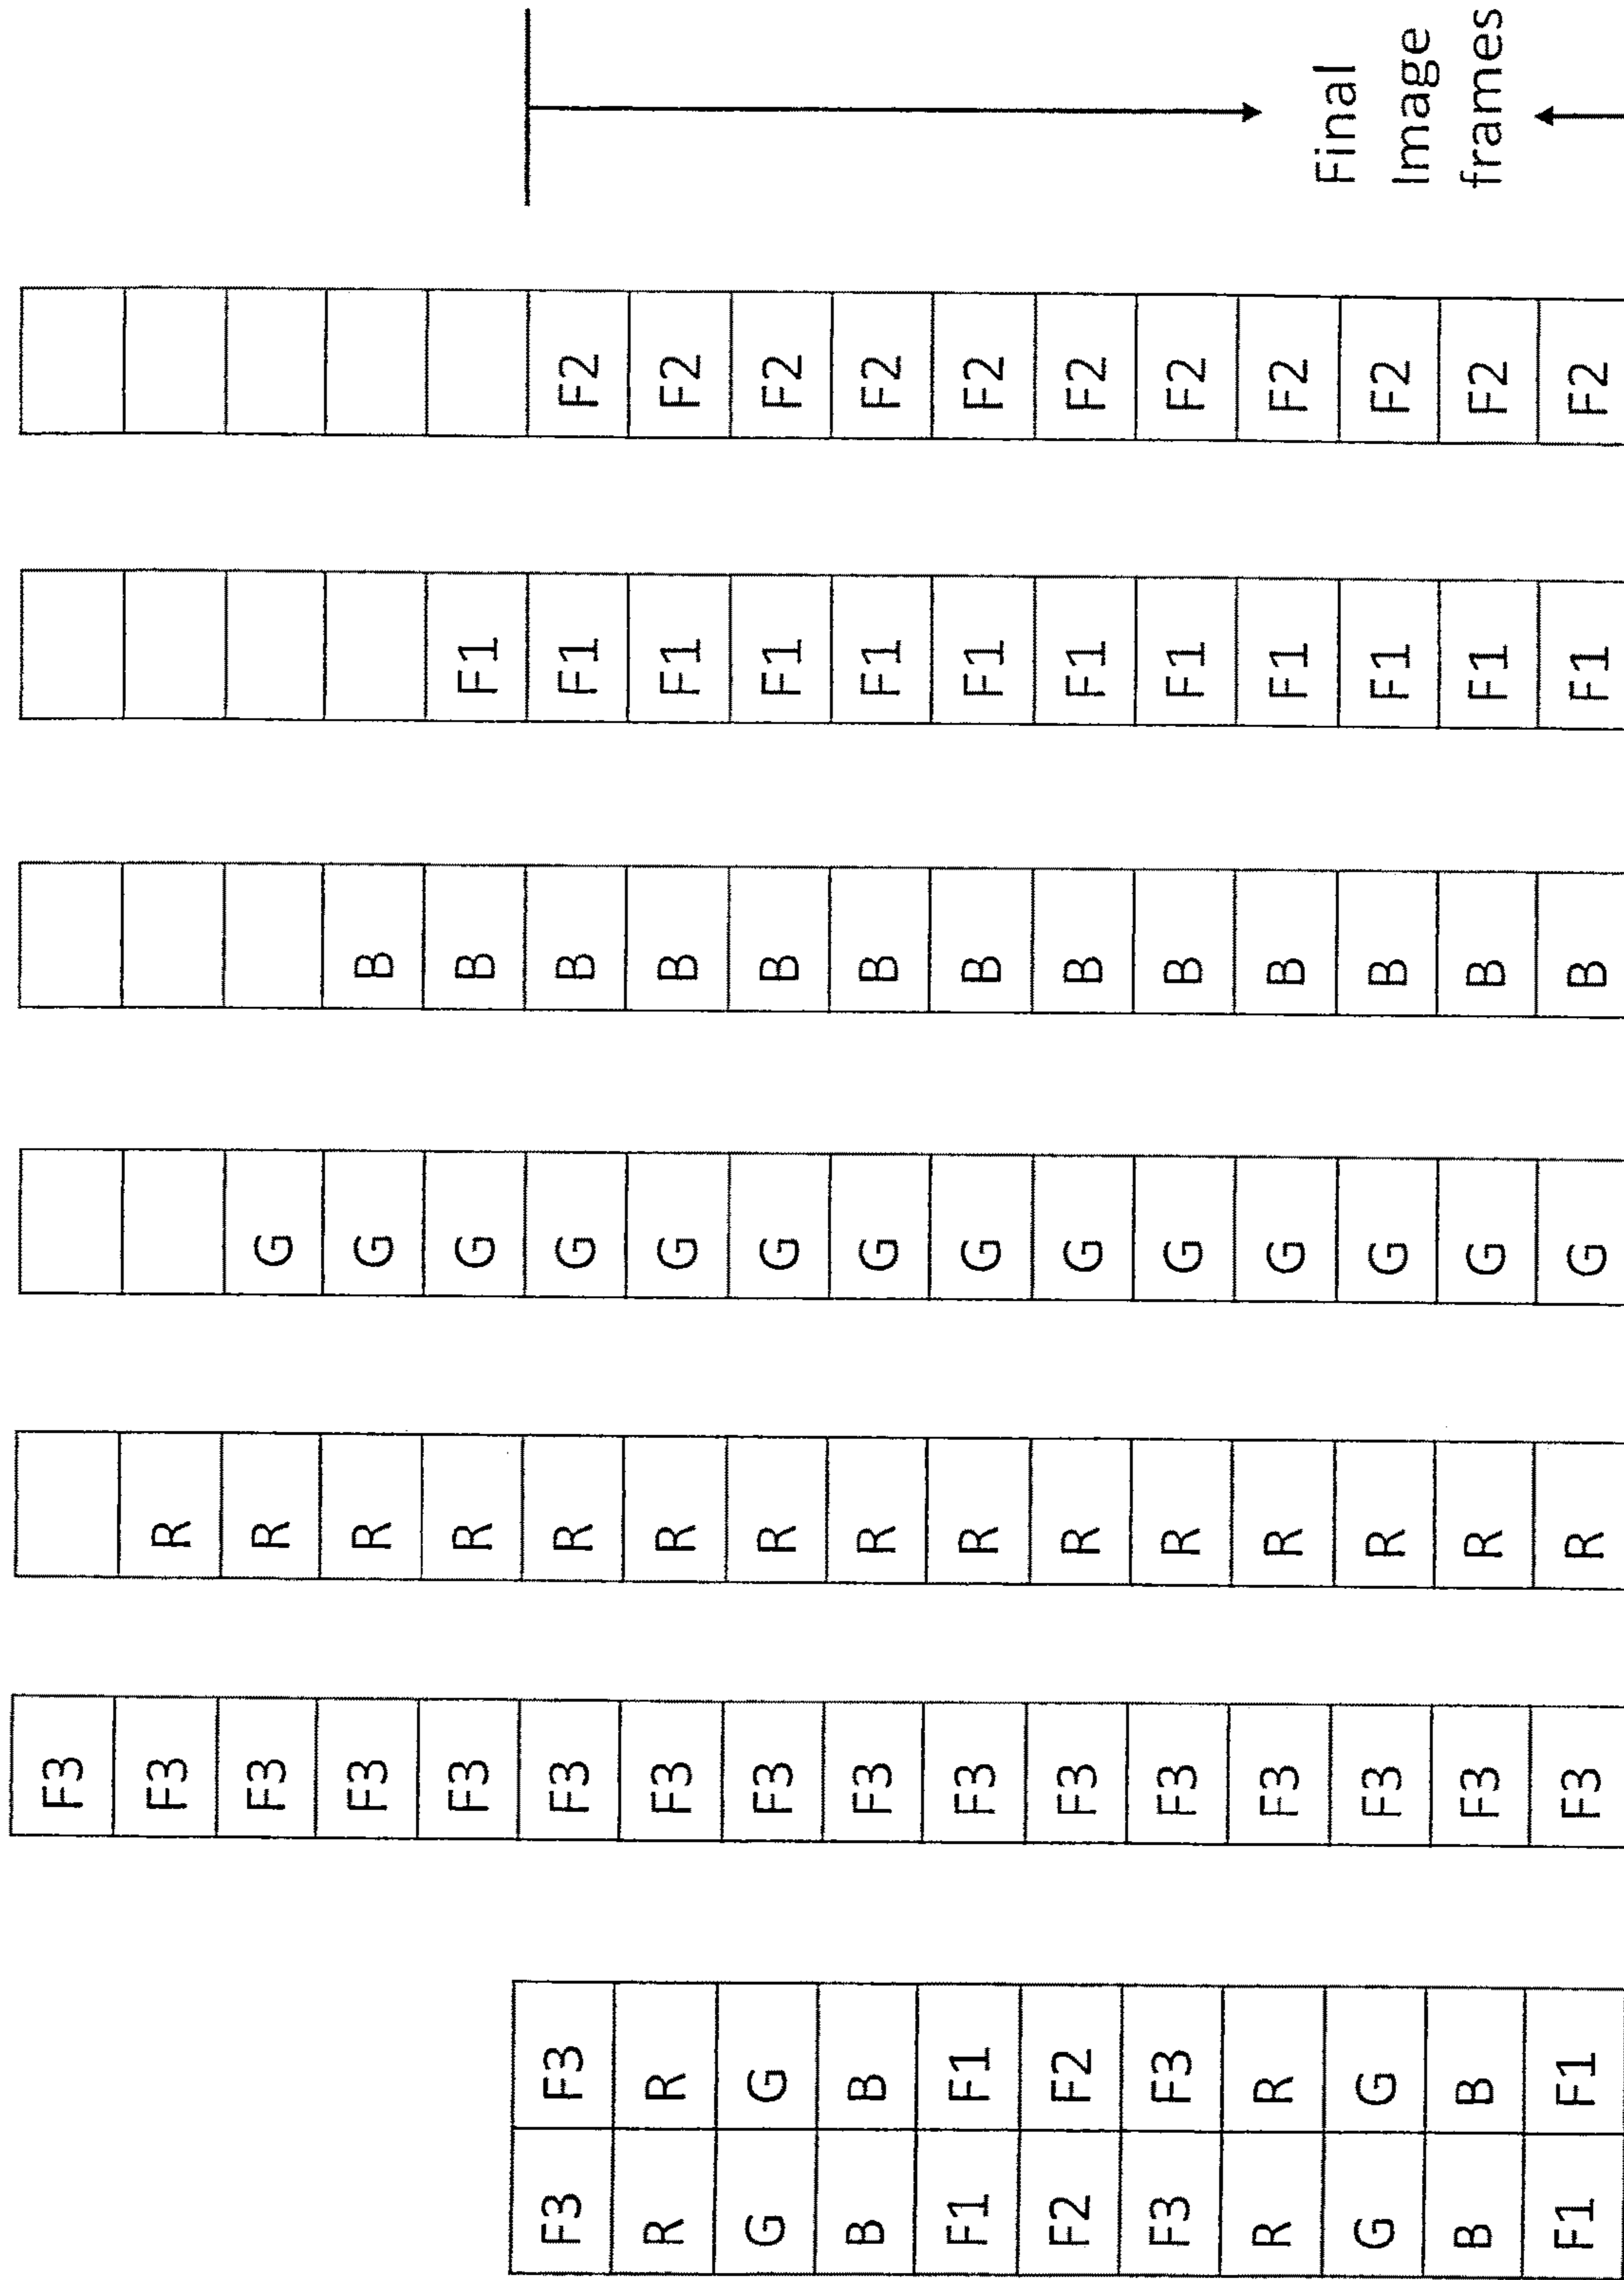 F3
F3 R
F3 R G
F3 R G B
F3 R G B F1
F3 F3 F3 R G B F1 F2
R R F3 R G B F1 F2
G G F3 R G B F1 F2
B B F3 R G B F1 F2
F1 F1 F3 R G B F1 F2
F2 F2 F3 R G B F1 F2
F3 F3 F3 R G B F1 F2
R R F3 R G B F1 F2
G G F3 R G B F1 F2
B B F3 R G B F1 F2
F1 F1 F3 R G B F1 F2
Final
Image
frames